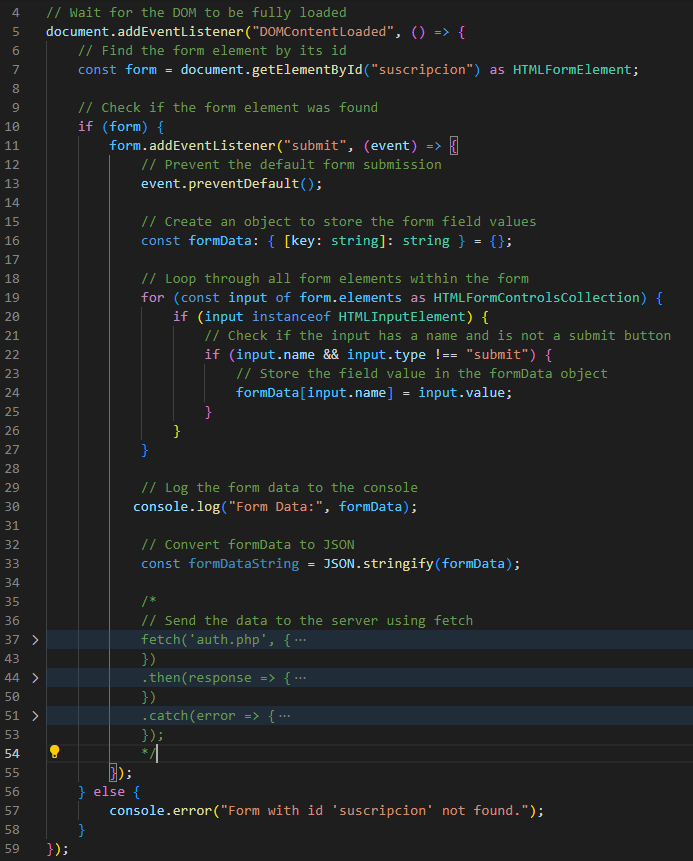 4 // Wait for the DOM to be fully loaded
5 document.addEventListener("DOMContentLoaded", () => {
6     // Find the form element by its id
7     const form = document.getElementById("suscripcion") as HTMLFormElement;
8
9     // Check if the form element was found
10     if (form) {
11         form.addEventListener("submit", (event) => {
12             // Prevent the default form submission
13             event.preventDefault();
14
15             // Create an object to store the form field values
16             const formData: { [key: string]: string } = {};
17
18             // Loop through all form elements within the form
19             for (const input of form.elements as HTMLFormControlsCollection) {
20                 if (input instanceof HTMLInputElement) {
21                     // Check if the input has a name and is not a submit button
22                     if (input.name && input.type !== "submit") {
23                         // Store the field value in the formData object
24                         formData[input.name] = input.value;
25                     }
26                 }
27             }
28
29             // Log the form data to the console
30            console.log("Form Data:", formData);
31
32             // Convert formData to JSON
33             const formDataString = JSON.stringify(formData);
34
35             /*
36             // Send the data to the server using fetch
37 >             fetch('auth.php', {···
43             })
44 >             .then(response => {···
50             })
51 >             .catch(error => {···
53             });
54             */
55         });
56     } else {
57         console.error("Form with id 'suscripcion' not found.");
58     }
59 });